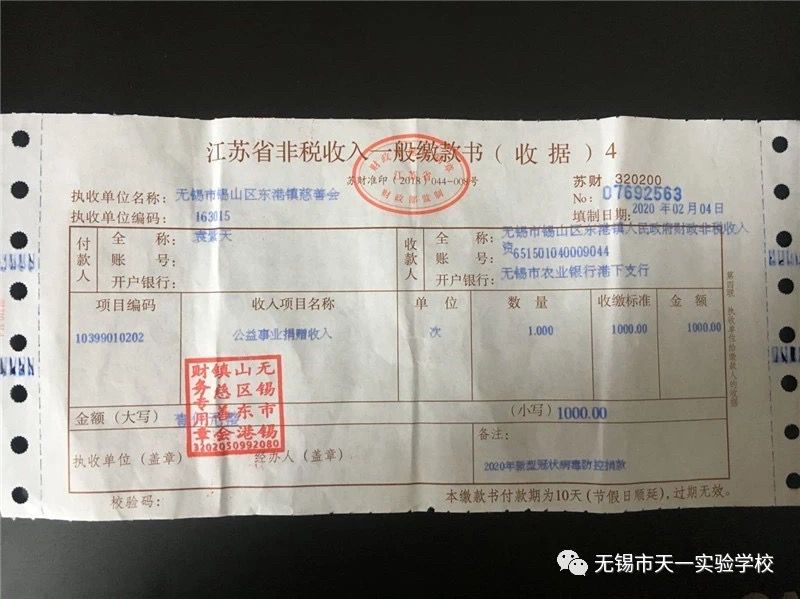 江苏省非税收入一般缴款书（收据）4
苏财准印（2018）044-008号
苏财 320200
No: 07692563
执收单位名称：无锡市锡山区东港镇慈善会
执收单位编码：163015
填制日期：2020 年02 月04日
付款人
全称：袁紫天
账号：
开户银行：
收款人
全称：无锡市锡山区东港镇人民政府财政非税收入
资
账号：651501040009044
开户银行：无锡市农业银行港下支行
项目编码 收入项目名称 单位 数量 收缴标准 金额
10399010202 公益事业捐赠收入 次 1.000 1000.00 1000.00
金额（大写）
（小写）1000.00
执收单位（盖章） 经办人（盖章）
备注：
2020年新型冠状病毒防控捐款
校验码：
本缴款书付款期为10天（节假日顺延），过期无效。
第四联 执收单位给缴款人的收据
财政部监制
无锡市锡
山区东港
镇慈善会
财务专用章
3202050992080
无锡市天一实验学校